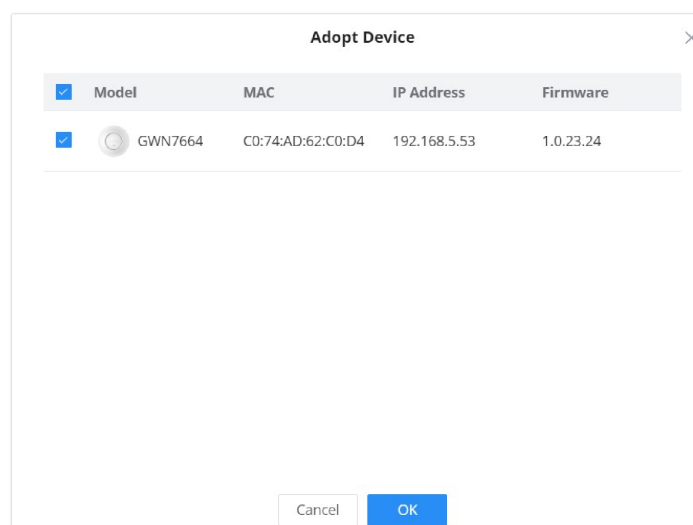 Adopt Device
Model MAC IP Address Firmware
GWN7664 C0:74:AD:62:C0:D4 192.168.5.53 1.0.23.24
Cancel OK